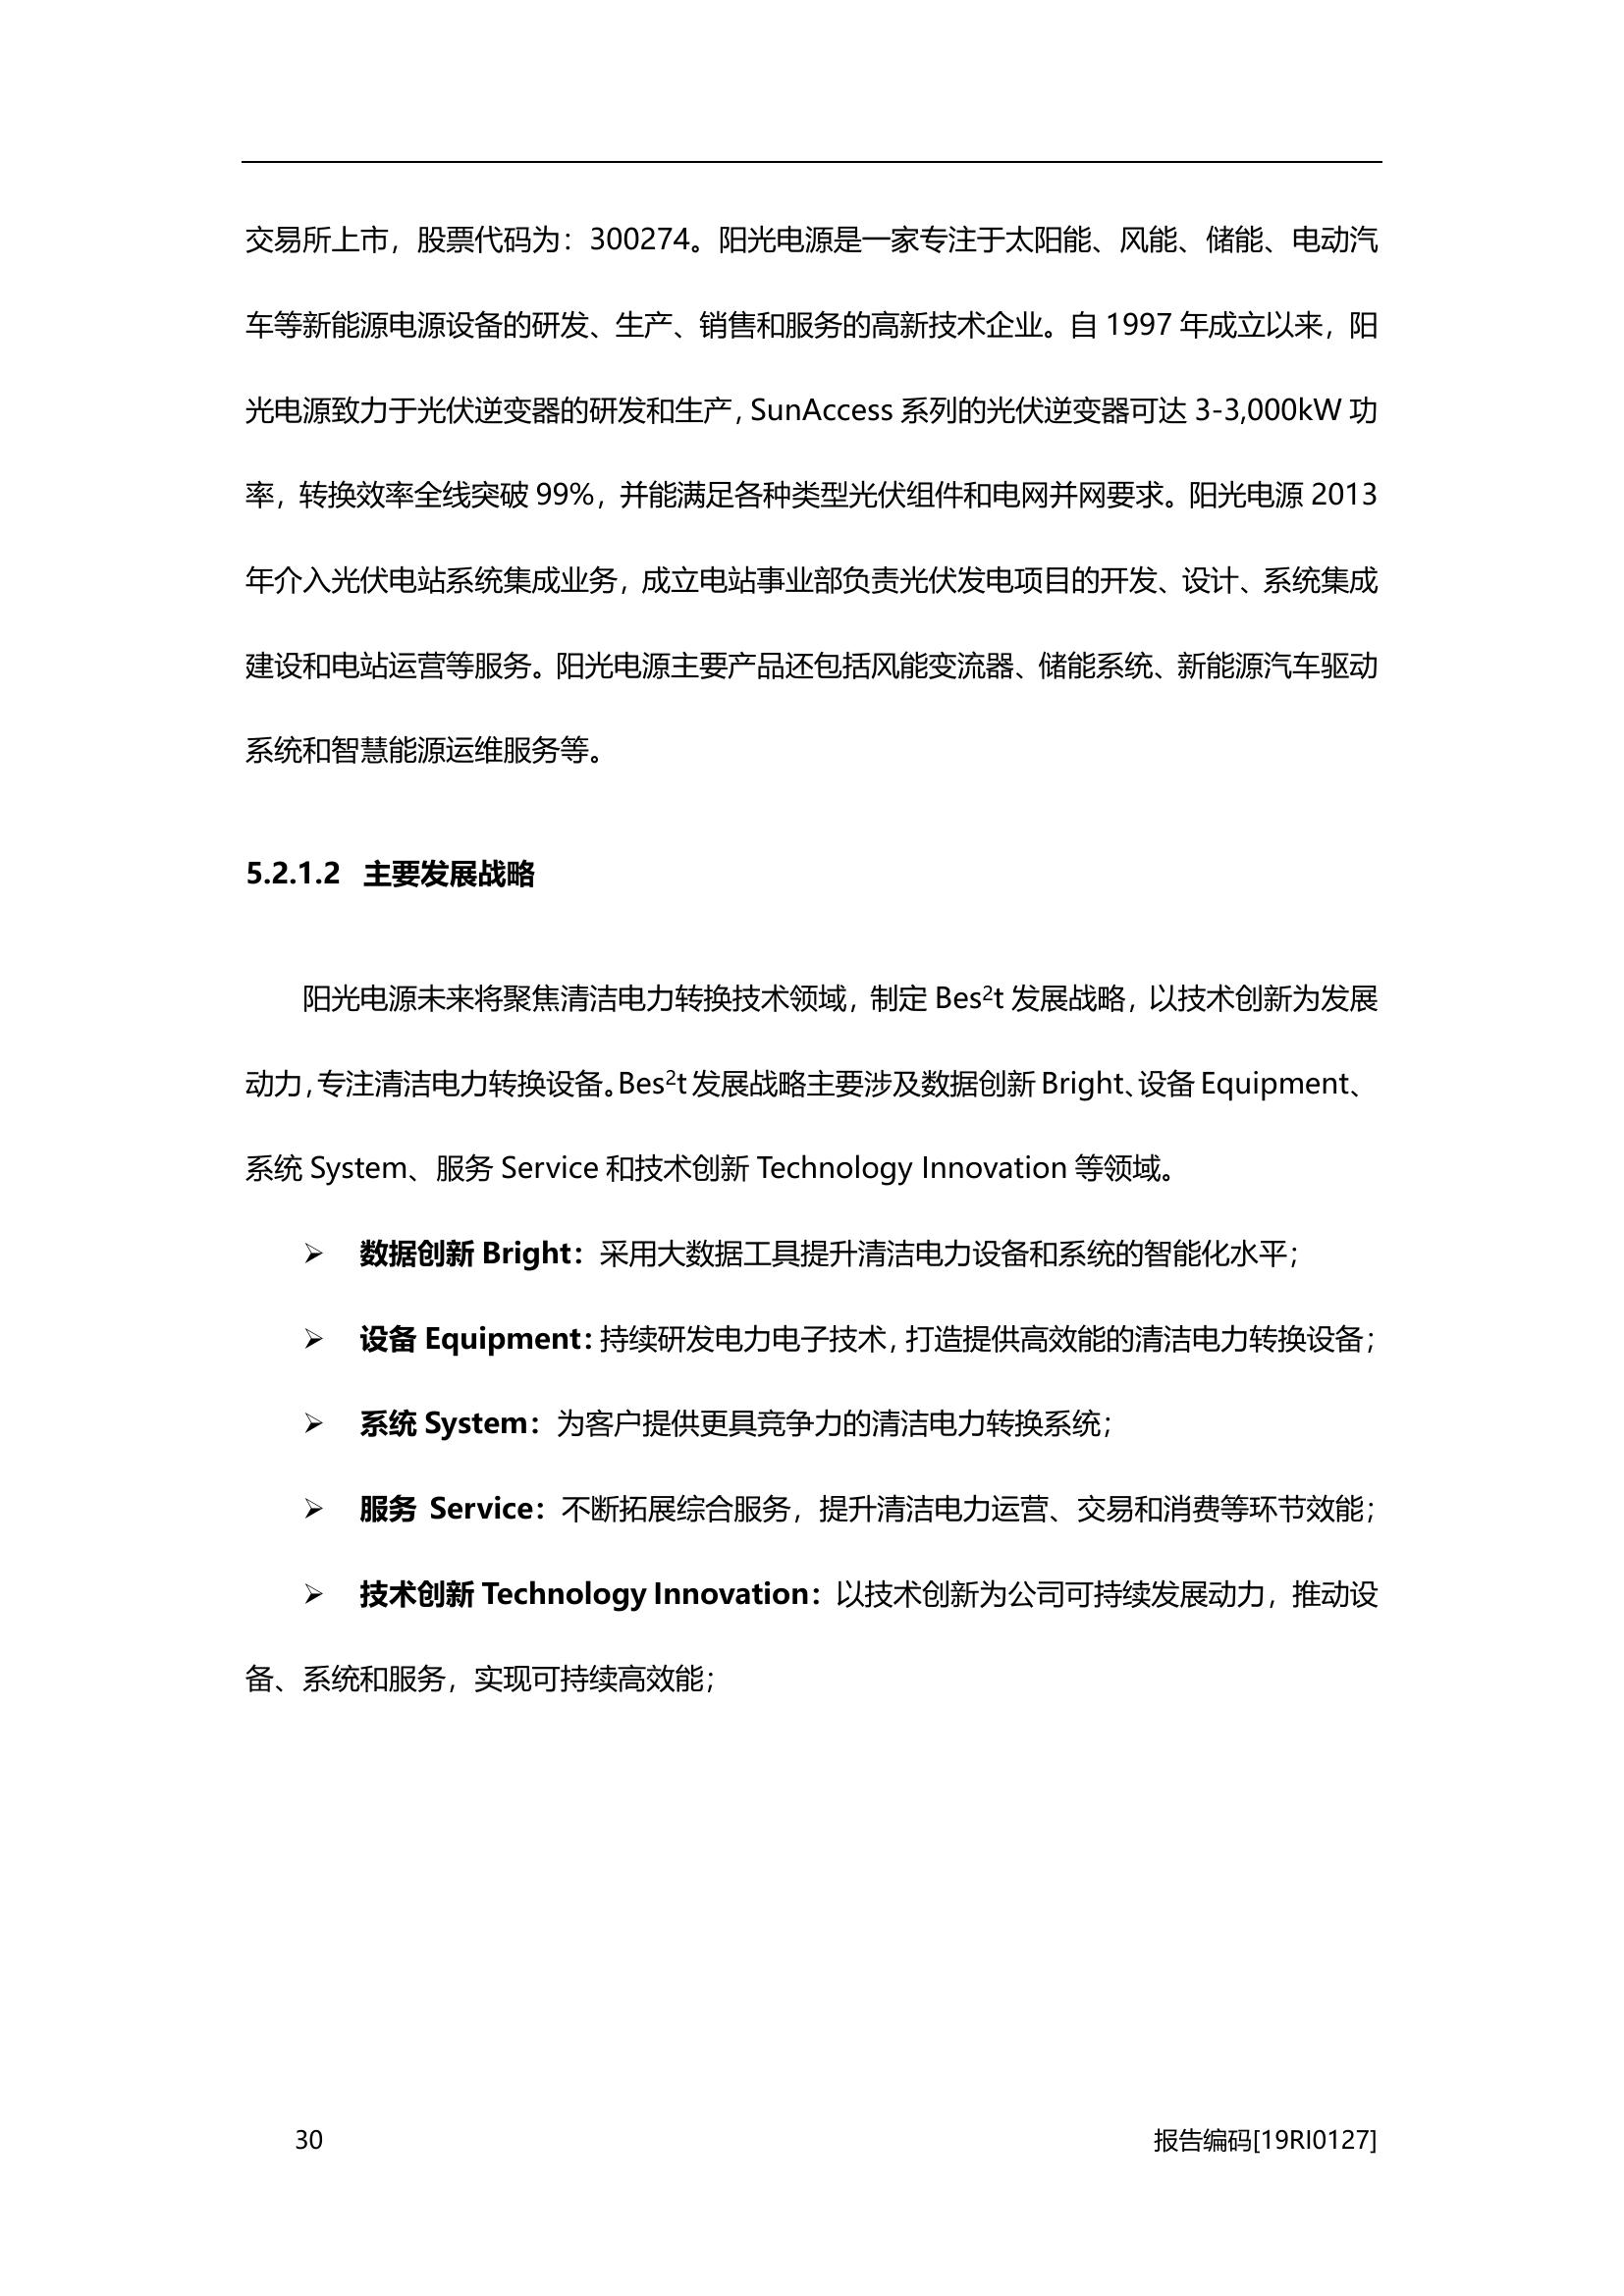 交易所上市，股票代码为：300274。阳光电源是一家专注于太阳能、风能、储能、电动汽
车等新能源电源设备的研发、生产、销售和服务的高新技术企业。自 1997 年成立以来，阳
光电源致力于光伏逆变器的研发和生产，SunAccess 系列的光伏逆变器可达 3-3,000kW 功
率，转换效率全线突破 99%，并能满足各种类型光伏组件和电网并网要求。阳光电源 2013
年介入光伏电站系统集成业务，成立电站事业部负责光伏发电项目的开发、设计、系统集成
建设和电站运营等服务。阳光电源主要产品还包括风能变流器、储能系统、新能源汽车驱动
系统和智慧能源运维服务等。
5.2.1.2 主要发展战略
阳光电源未来将聚焦清洁电力转换技术领域，制定 Bes²t 发展战略，以技术创新为发展
动力，专注清洁电力转换设备。Bes²t 发展战略主要涉及数据创新 Bright、设备 Equipment、
系统 System、服务 Service 和技术创新 Technology Innovation 等领域。
➢ 数据创新 Bright：采用大数据工具提升清洁电力设备和系统的智能化水平；
➢ 设备 Equipment：持续研发电力电子技术，打造提供高效能的清洁电力转换设备；
➢ 系统 System：为客户提供更具竞争力的清洁电力转换系统；
➢ 服务 Service：不断拓展综合服务，提升清洁电力运营、交易和消费等环节效能；
➢ 技术创新 Technology Innovation：以技术创新为公司可持续发展动力，推动设
备、系统和服务，实现可持续高效能；
30 报告编码[19RI0127]